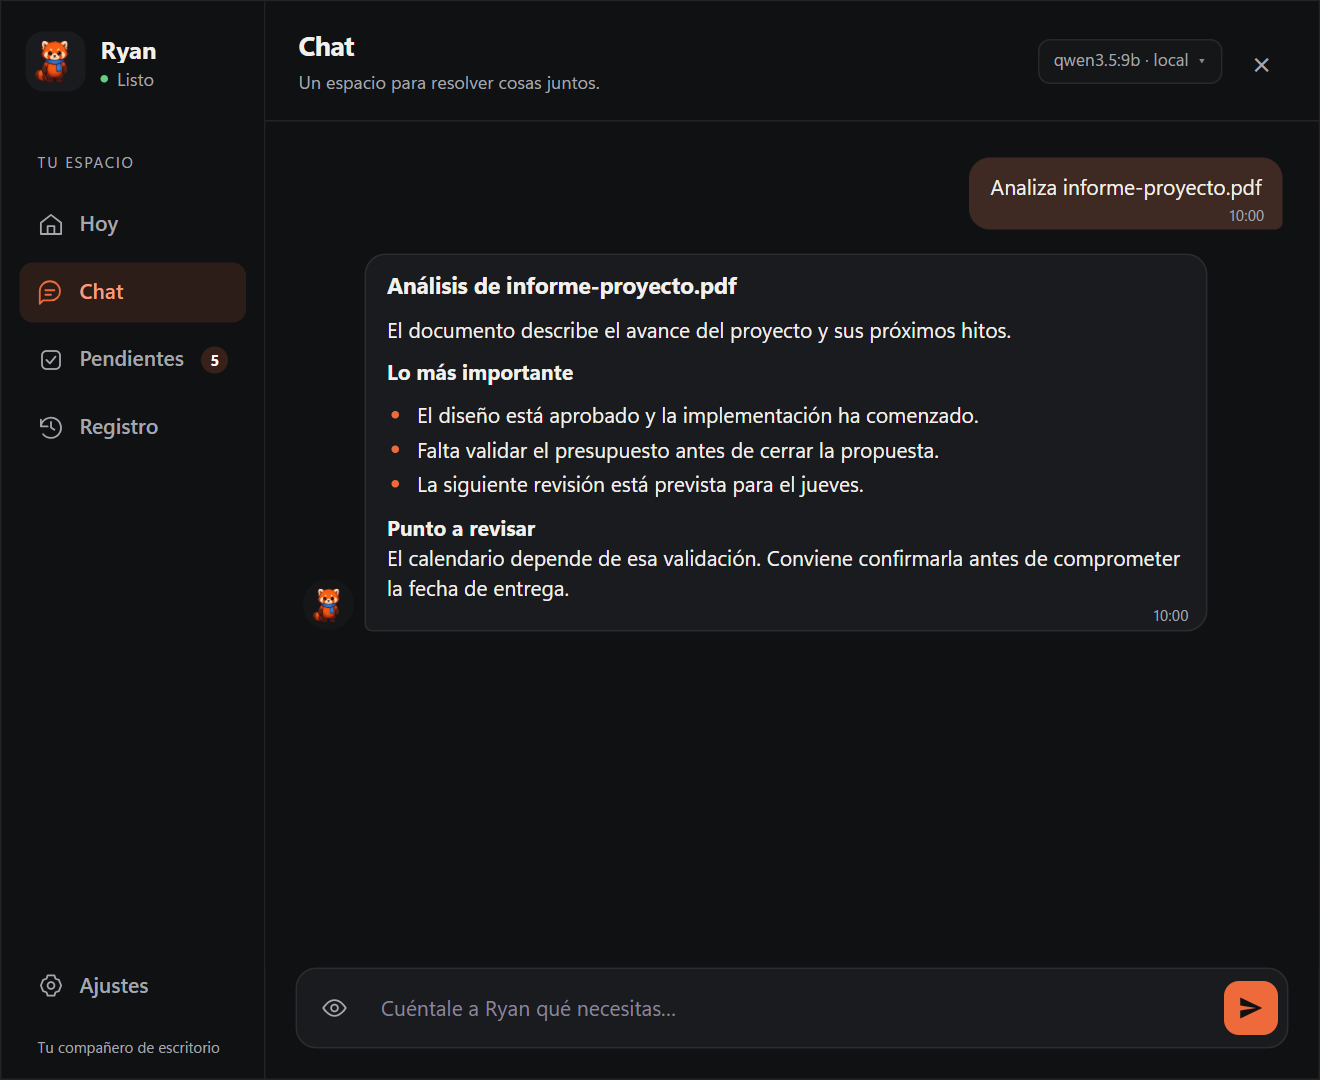 Ryan
Listo
TU ESPACIO
Hoy
Chat
Pendientes 5
Registro
Ajustes
Tu compañero de escritorio
Chat
Un espacio para resolver cosas juntos.
qwen3.5:9b · local
Analiza informe-proyecto.pdf
10:00
Análisis de informe-proyecto.pdf
El documento describe el avance del proyecto y sus próximos hitos.
Lo más importante
• El diseño está aprobado y la implementación ha comenzado.
• Falta validar el presupuesto antes de cerrar la propuesta.
• La siguiente revisión está prevista para el jueves.
Punto a revisar
El calendario depende de esa validación. Conviene confirmarla antes de comprometer
la fecha de entrega.
10:00
Cuéntale a Ryan qué necesitas...